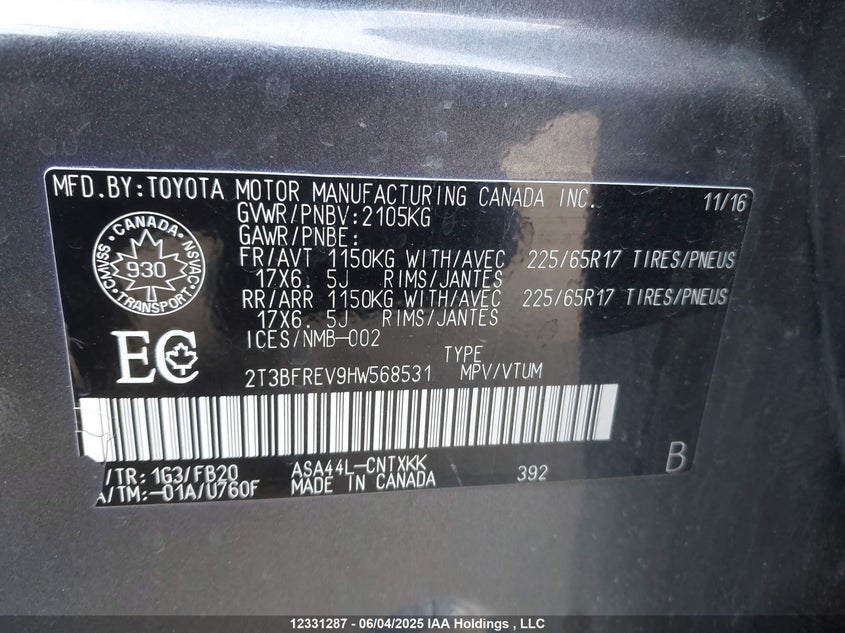 MFD.BY:TOYOTA MOTOR MANUFACTURING CANADA INC. 11/16
GVWR/PNBV:2105KG
GAWR/PNBE:
FR/AVT 1150KG WITH/AVEC 225/65R17 TIRES/PNEUS
17X6.5J RIMS/JANTES
RR/ARR 1150KG WITH/AVEC 225/65R17 TIRES/PNEUS
17X6.5J RIMS/JANTES
ICES/NMB-002
CANADA
CMVSS 930 NSVAC
TRANSPORT
EC
TYPE
2T3BFREV9HW568531 MPV/VTUM
/TR: 1G3/FB20 ASA44L-CNTXKK 392 B
A/TM:-01A/U760F MADE IN CANADA
12331287 - 06/04/2025 IAA Holdings , LLC